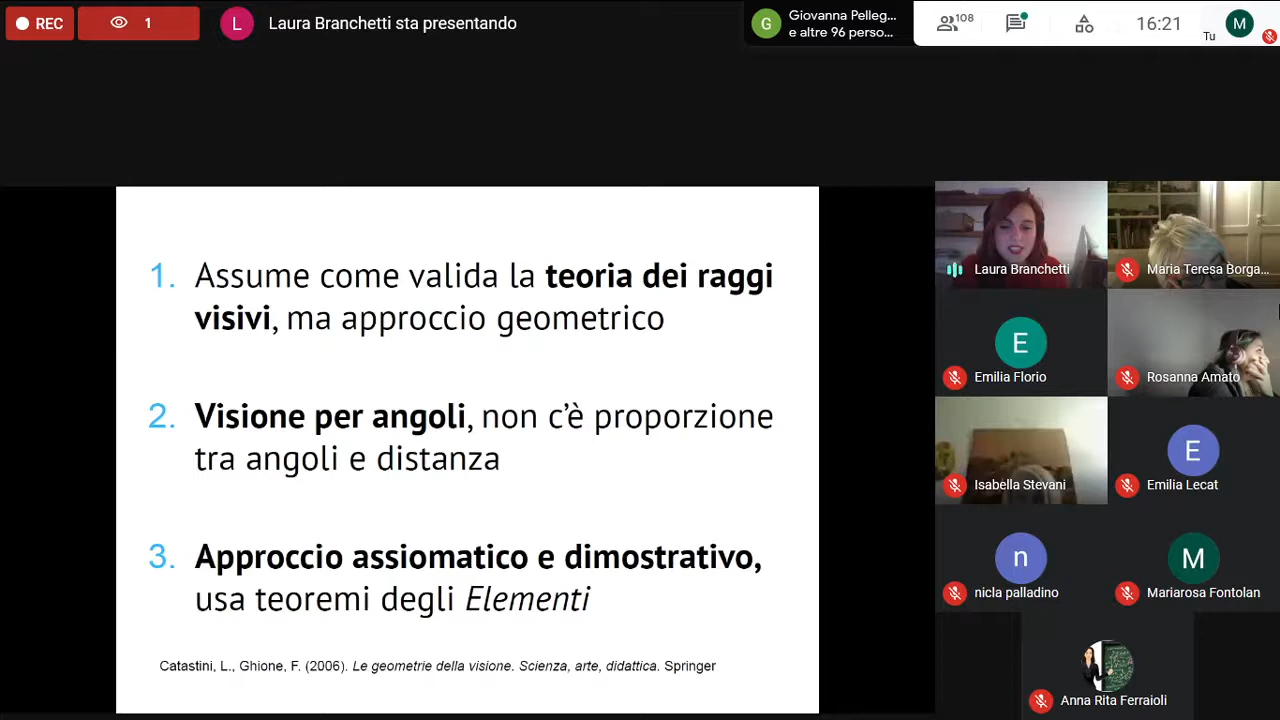 REC
1
L
Laura Branchetti sta presentando
G
Giovanna Pelleg...
e altre 96 perso...
108
16:21
Tu
M
1. Assume come valida la teoria dei raggi
visivi, ma approccio geometrico
2. Visione per angoli, non c’è proporzione
tra angoli e distanza
3. Approccio assiomatico e dimostrativo,
usa teoremi degli Elementi
Catastini, L., Ghione, F. (2006). Le geometrie della visione. Scienza, arte, didattica. Springer
Laura Branchetti
Maria Teresa Borga...
E
Emilia Florio
Rosanna Amato
Isabella Stevani
E
Emilia Lecat
n
nicla palladino
M
Mariarosa Fontolan
Anna Rita Ferraioli